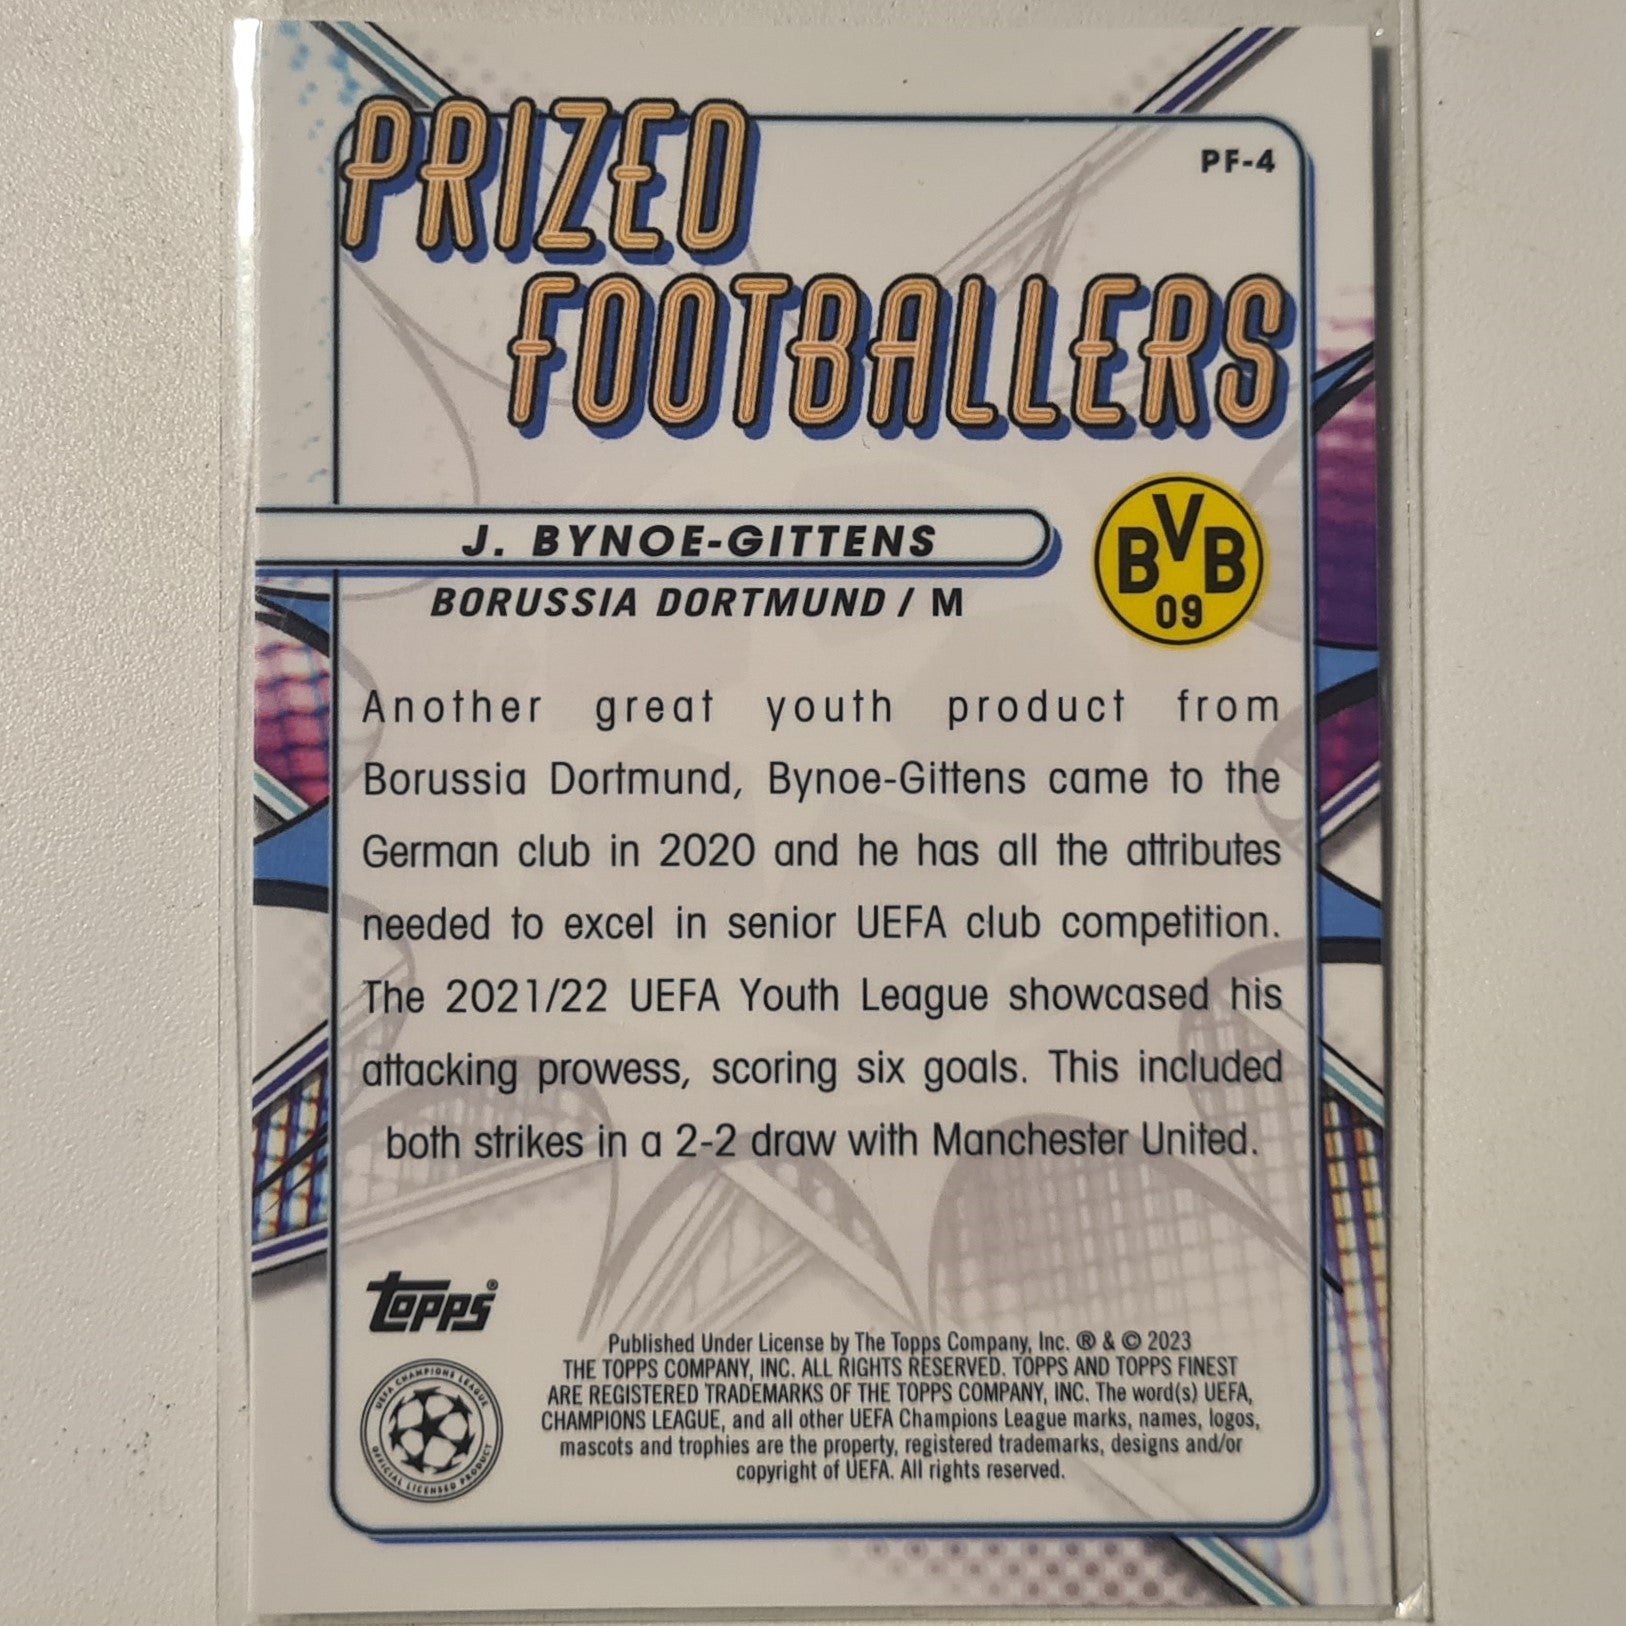 PRIZED
PF-4
FOOTBALLERS
J. BYNOE-GITTENS
BORUSSIA DORTMUND / M
BVB
09
Another great youth product from
Borussia Dortmund, Bynoe-Gittens came to the
German club in 2020 and he has all the attributes
needed to excel in senior UEFA club competition.
The 2021/22 UEFA Youth League showcased his
attacking prowess, scoring six goals. This included
both strikes in a 2-2 draw with Manchester United.
topps®
UEFA CHAMPIONS LEAGUE
OFFICIAL LICENSED PRODUCT
Published Under License by The Topps Company, Inc. ® & © 2023
THE TOPPS COMPANY, INC. ALL RIGHTS RESERVED. TOPPS AND TOPPS FINEST
ARE REGISTERED TRADEMARKS OF THE TOPPS COMPANY, INC. The word(s) UEFA,
CHAMPIONS LEAGUE, and all other UEFA Champions League marks, names, logos,
mascots and trophies are the property, registered trademarks, designs and/or
copyright of UEFA. All rights reserved.